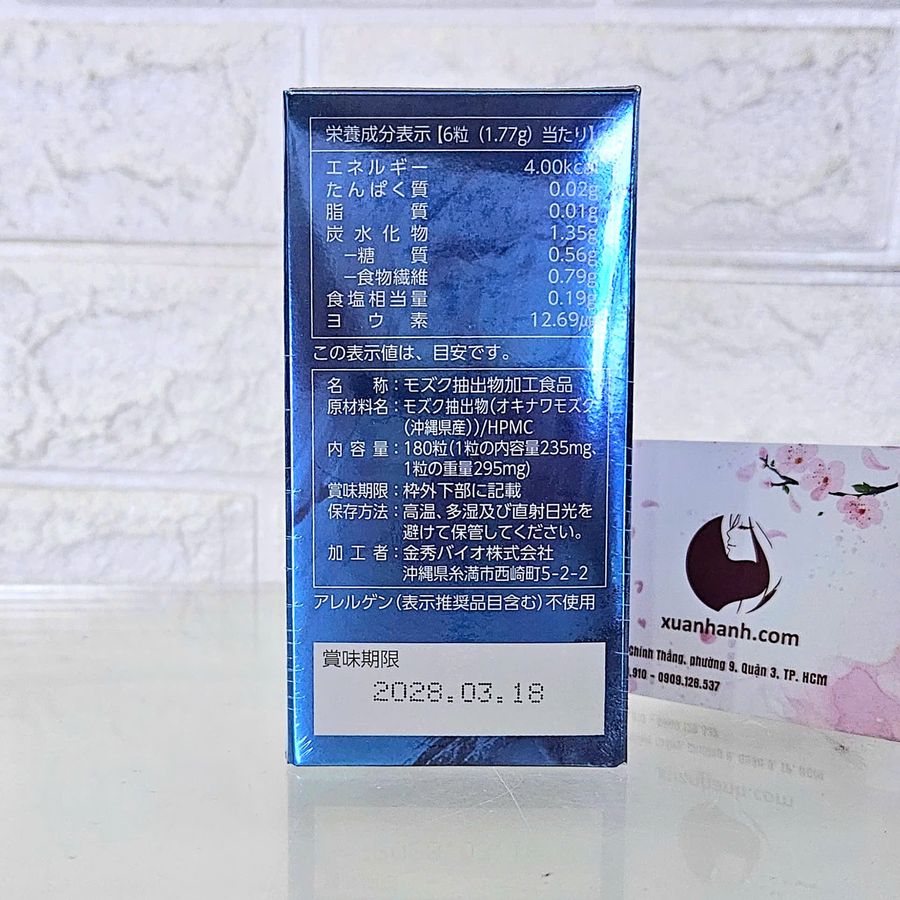 栄養成分表示【6粒（1.77g）当たり】
エネルギー 4.00kcal
たんぱく質 0.02g
脂質 0.01g
炭水化物 1.35g
－糖質 0.56g
－食物繊維 0.79g
食塩相当量 0.19g
ヨウ素 12.69μg
この表示値は、目安です。
名称：モズク抽出物加工食品
原材料名：モズク抽出物(オキナワモズク
(沖縄県産))/HPMC
内容量：180粒(1粒の内容量235mg、
1粒の重量295mg)
賞味期限：枠外下部に記載
保存方法：高温、多湿及び直射日光を
避けて保管してください。
加工者：金秀バイオ株式会社
沖縄県糸満市西崎町5-2-2
アレルゲン(表示推奨品目含む)不使用
賞味期限
2028.03.18
xuanhanh.com
Chính Thắng, phường 9, Quận 3, TP. HCM
.910 - 0909.126.537